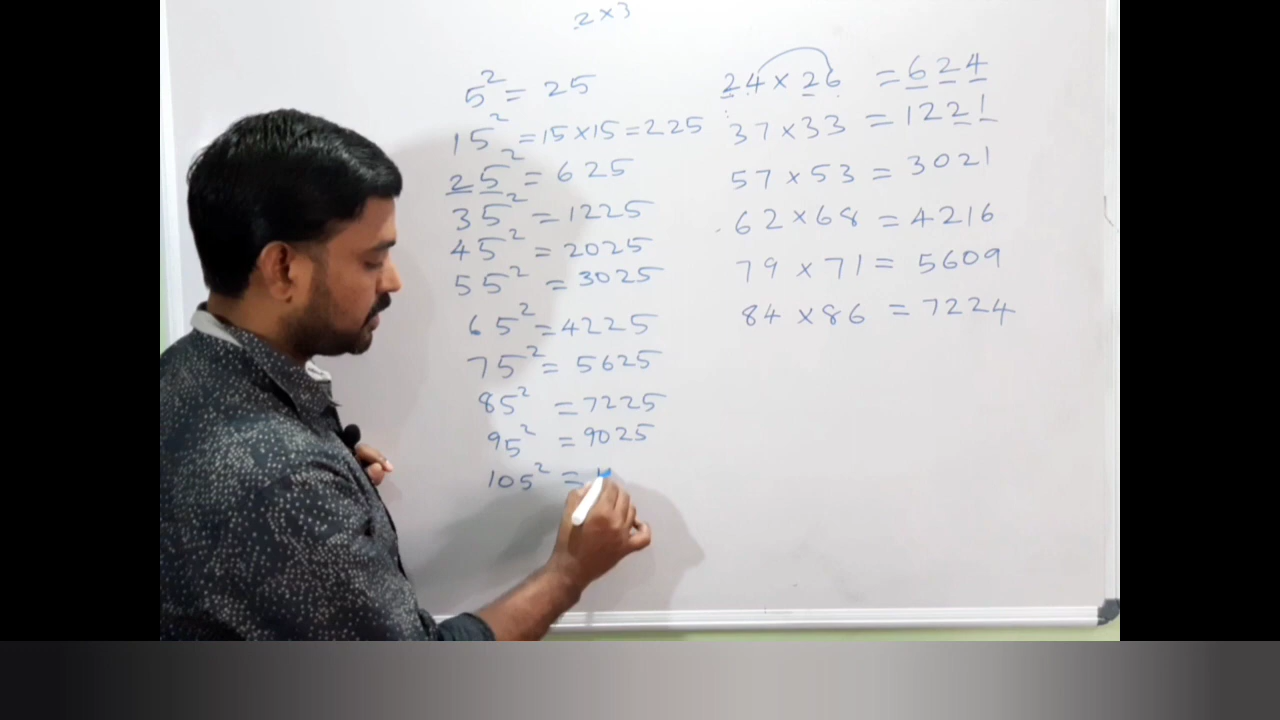 2 × 3
5² = 25
15² = 15 × 15 = 225
25² = 625
35² = 1225
45² = 2025
55² = 3025
65² = 4225
75² = 5625
85² = 7225
95² = 9025
105² = 1
24 × 26 = 624
37 × 33 = 1221
57 × 53 = 3021
62 × 68 = 4216
79 × 71 = 5609
84 × 86 = 7224